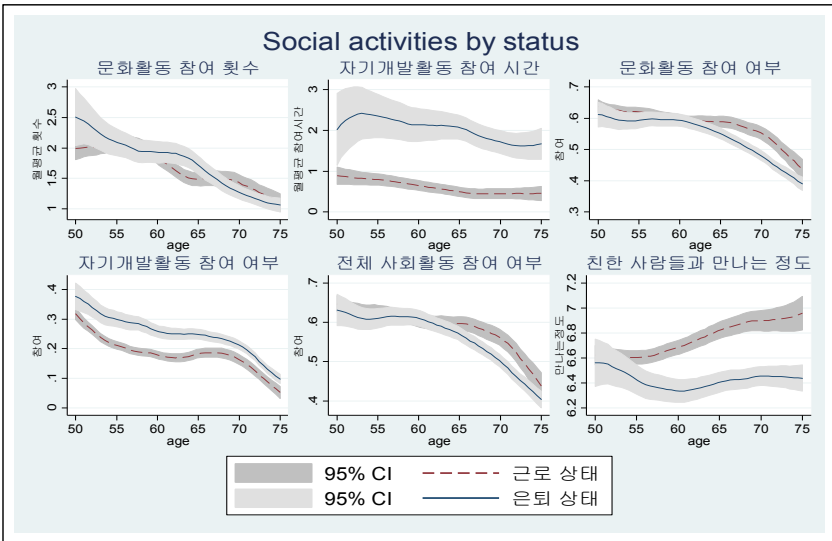 Social activities by status
문화활동 참여 횟수
월평균 횟수
3
2.5
2
1.5
1
50 55 60 65 70 75
age
자기개발활동 참여 시간
월평균 참여시간
3
2
1
0
50 55 60 65 70 75
age
문화활동 참여 여부
참여
.7
.6
.5
.4
.3
50 55 60 65 70 75
age
자기개발활동 참여 여부
참여
.4
.3
.2
.1
0
50 55 60 65 70 75
age
전체 사회활동 참여 여부
참여
.7
.6
.5
.4
50 55 60 65 70 75
age
친한 사람들과 만나는 정도
만나는정도
7.2
7
6.8
6.6
6.4
6.2
50 55 60 65 70 75
age
95% CI 근로 상태
95% CI 은퇴 상태